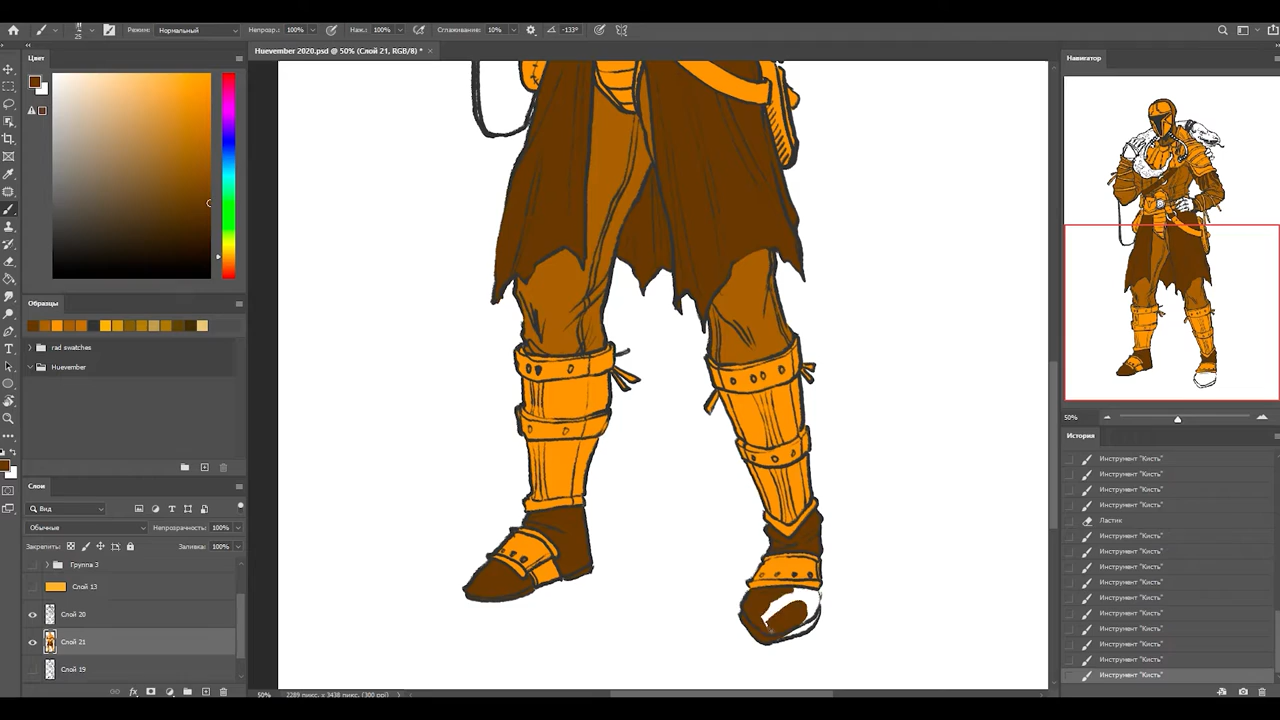 25
Режим: Нормальный
Непрозр.: 100%
Наж.: 100%
Сглаживание: 10%
-133°
Huevember 2020.psd @ 50% (Слой 21, RGB/8) *
Цвет
Образцы
rad swatches
Huevember
Слои
Вид
Обычные
Непрозрачность: 100%
Закрепить:
Заливка: 100%
Группа 3
Слой 13
Слой 20
Слой 21
Слой 19
50%
2289 пикс. x 3438 пикс. (300 ppi)
Навигатор
50%
История
Инструмент "Кисть"
Инструмент "Кисть"
Инструмент "Кисть"
Инструмент "Кисть"
Ластик
Инструмент "Кисть"
Инструмент "Кисть"
Инструмент "Кисть"
Инструмент "Кисть"
Инструмент "Кисть"
Инструмент "Кисть"
Инструмент "Кисть"
Инструмент "Кисть"
Инструмент "Кисть"
Инструмент "Кисть"